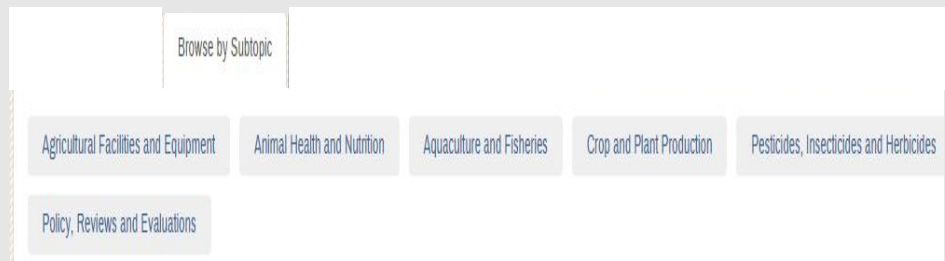 Browse by Subtopic
Agricultural Facilities and Equipment Animal Health and Nutrition Aquaculture and Fisheries Crop and Plant Production Pesticides, Insecticides and Herbicides
Policy, Reviews and Evaluations